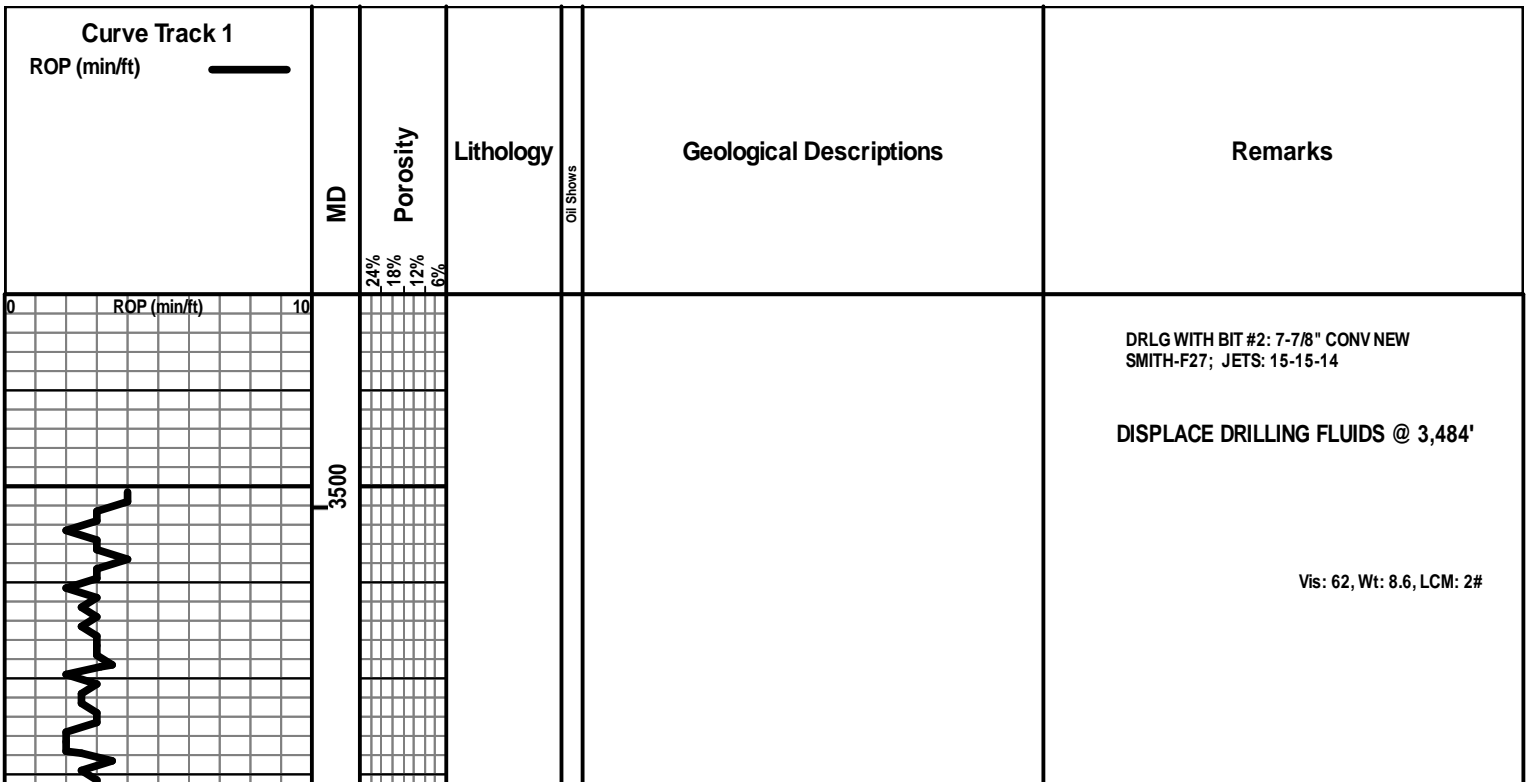 Curve Track 1
ROP (min/ft)
MD
Porosity
24%
18%
12%
6%
Lithology
Oil Shows
Geological Descriptions
Remarks
0 ROP (min/ft) 10
3500
DRLG WITH BIT #2: 7-7/8" CONV NEW
SMITH-F27; JETS: 15-15-14
DISPLACE DRILLING FLUIDS @ 3,484'
Vis: 62, Wt: 8.6, LCM: 2#